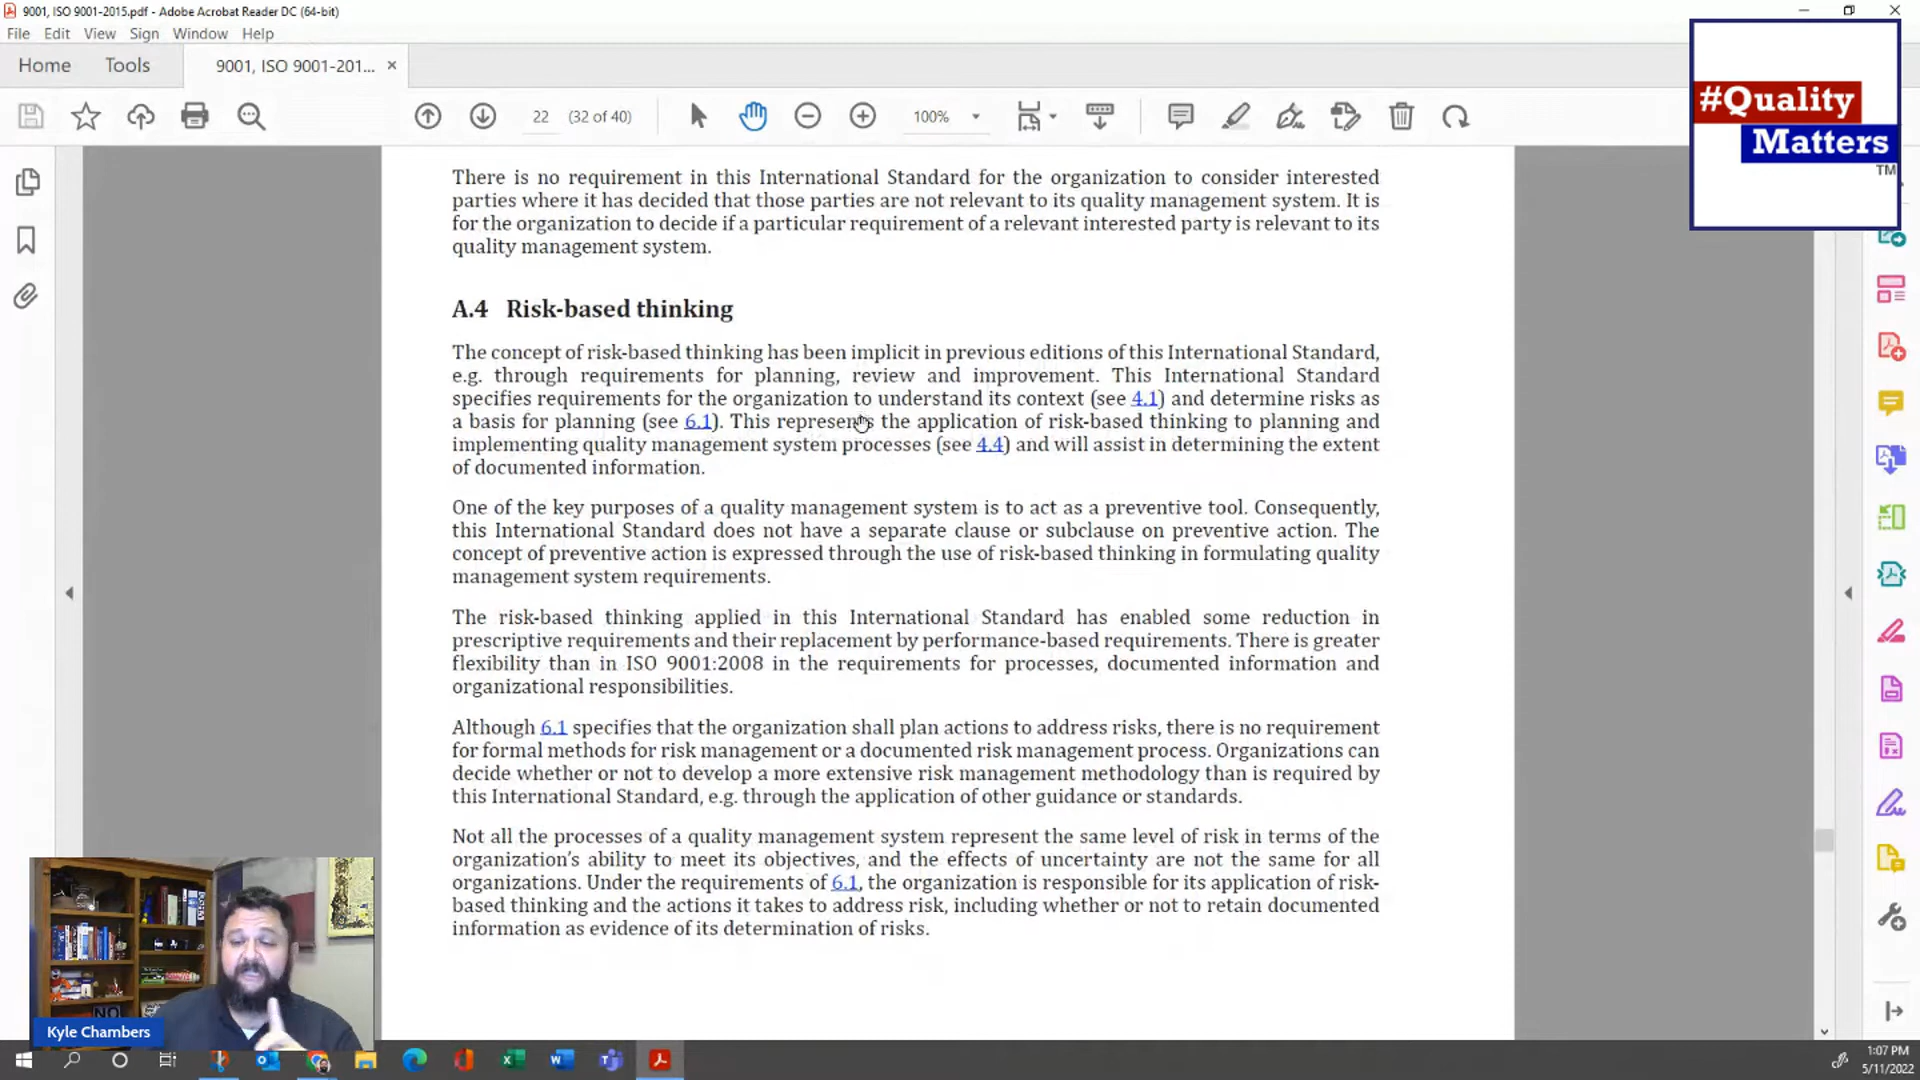 9001, ISO 9001-2015.pdf - Adobe Acrobat Reader DC (64-bit)
File Edit View Sign Window Help
Home Tools 9001, ISO 9001-201... ×
22 (32 of 40) 100%
#Quality
Matters
TM
There is no requirement in this International Standard for the organization to consider interested
parties where it has decided that those parties are not relevant to its quality management system. It is
for the organization to decide if a particular requirement of a relevant interested party is relevant to its
quality management system.
A.4 Risk-based thinking
The concept of risk-based thinking has been implicit in previous editions of this International Standard,
e.g. through requirements for planning, review and improvement. This International Standard
specifies requirements for the organization to understand its context (see 4.1) and determine risks as
a basis for planning (see 6.1). This represents the application of risk-based thinking to planning and
implementing quality management system processes (see 4.4) and will assist in determining the extent
of documented information.
One of the key purposes of a quality management system is to act as a preventive tool. Consequently,
this International Standard does not have a separate clause or subclause on preventive action. The
concept of preventive action is expressed through the use of risk-based thinking in formulating quality
management system requirements.
The risk-based thinking applied in this International Standard has enabled some reduction in
prescriptive requirements and their replacement by performance-based requirements. There is greater
flexibility than in ISO 9001:2008 in the requirements for processes, documented information and
organizational responsibilities.
Although 6.1 specifies that the organization shall plan actions to address risks, there is no requirement
for formal methods for risk management or a documented risk management process. Organizations can
decide whether or not to develop a more extensive risk management methodology than is required by
this International Standard, e.g. through the application of other guidance or standards.
Not all the processes of a quality management system represent the same level of risk in terms of the
organization's ability to meet its objectives, and the effects of uncertainty are not the same for all
organizations. Under the requirements of 6.1, the organization is responsible for its application of risk-
based thinking and the actions it takes to address risk, including whether or not to retain documented
information as evidence of its determination of risks.
NO
Kyle Chambers
1:07 PM
5/11/2022